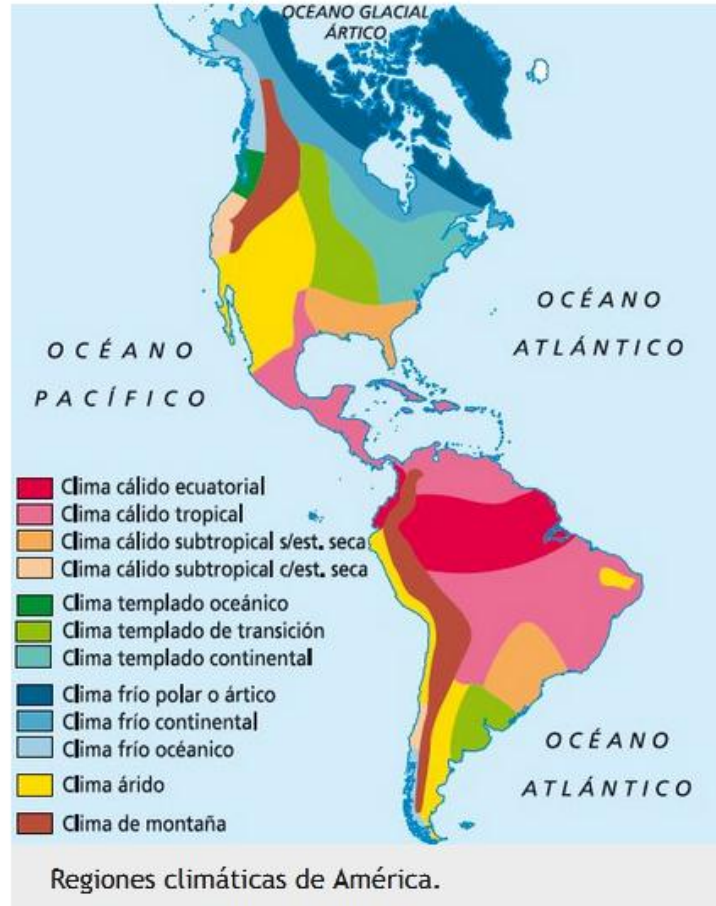 OCÉANO GLACIAL
ÁRTICO
OCÉANO
ATLÁNTICO
OCÉANO
PACÍFICO
Clima cálido ecuatorial
Clima cálido tropical
Clima cálido subtropical s/est. seca
Clima cálido subtropical c/est. seca
Clima templado oceánico
Clima templado de transición
Clima templado continental
Clima frío polar o ártico
Clima frío continental
Clima frío océanico
Clima árido
Clima de montaña
OCÉANO
ATLÁNTICO
Regiones climáticas de América.